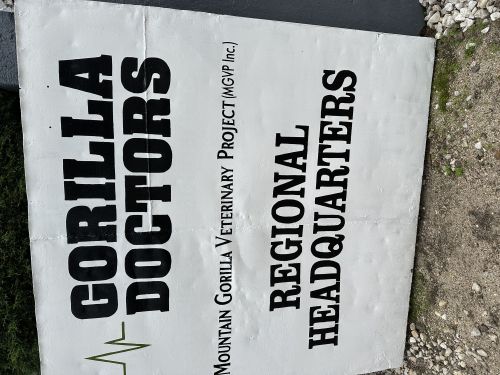 GORILLA
DOCTORS
MOUNTAIN GORILLA VETERINARY PROJECT (MGVP Inc.)
REGIONAL
HEADQUARTERS